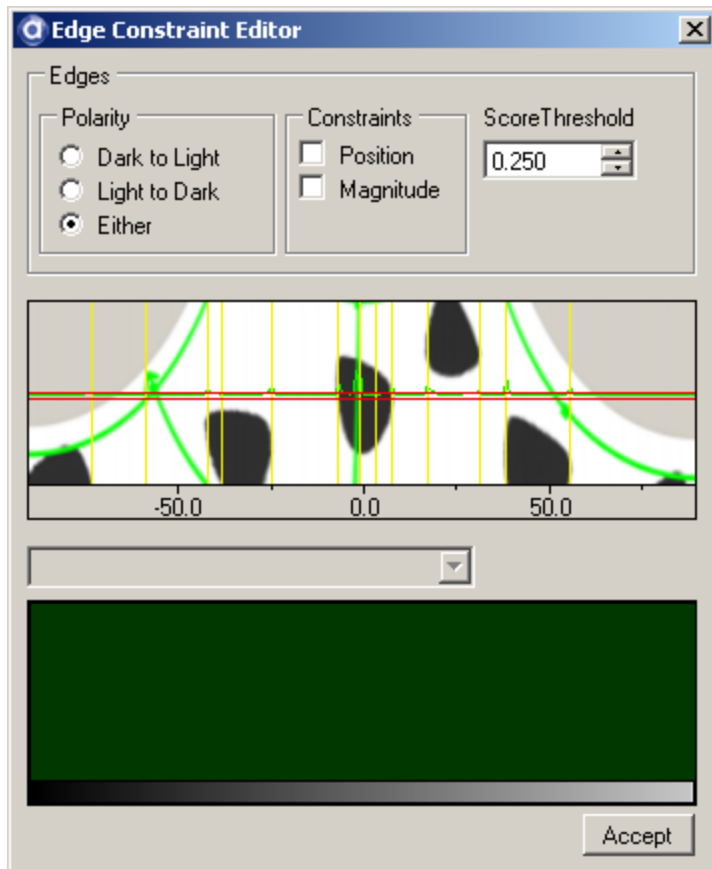 Edge Constraint Editor
Edges
Polarity
Dark to Light
Light to Dark
Either
Constraints
Position
Magnitude
ScoreThreshold
0.250
-50.0 0.0 50.0
Accept